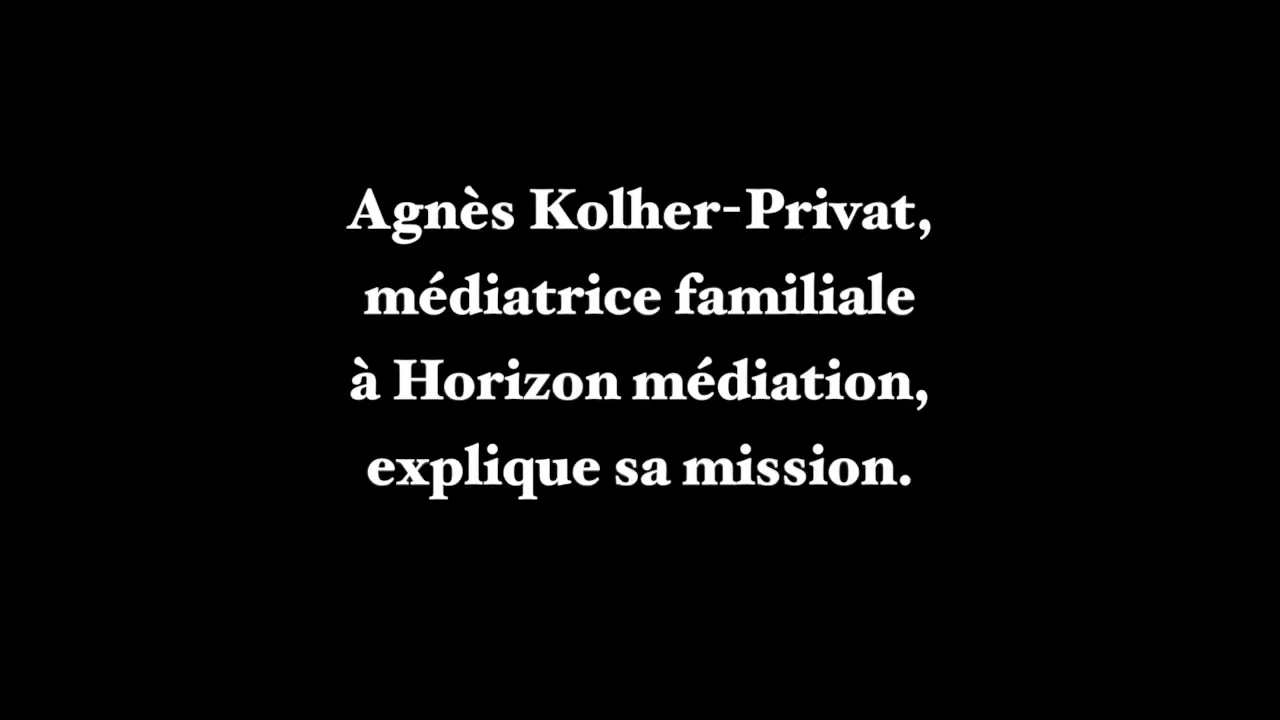 Agnès Kolher-Privat,
médiatrice familiale
à Horizon médiation,
explique sa mission.